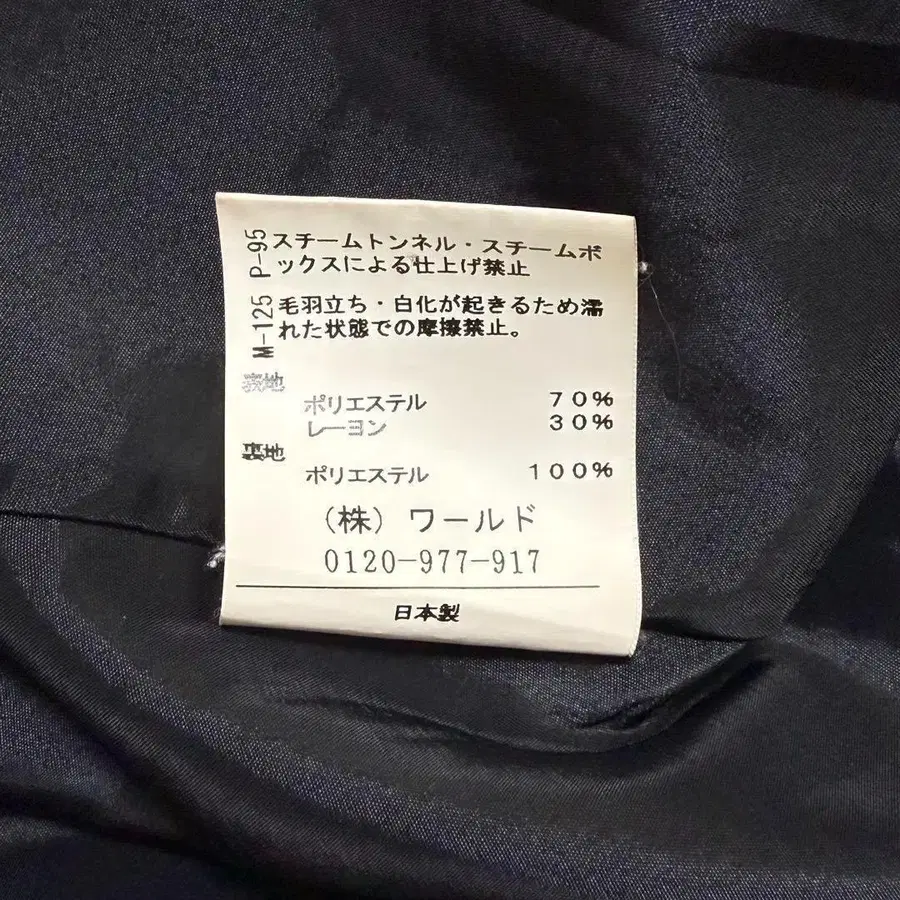 P-95
スチームトンネル・スチームボ
ックスによる仕上げ禁止
M-125
毛羽立ち・白化が起きるため濡
れた状態での摩擦禁止。
表地
ポリエステル 70%
レーヨン 30%
裏地
ポリエステル 100%
(株) ワールド
0120-977-917
日本製